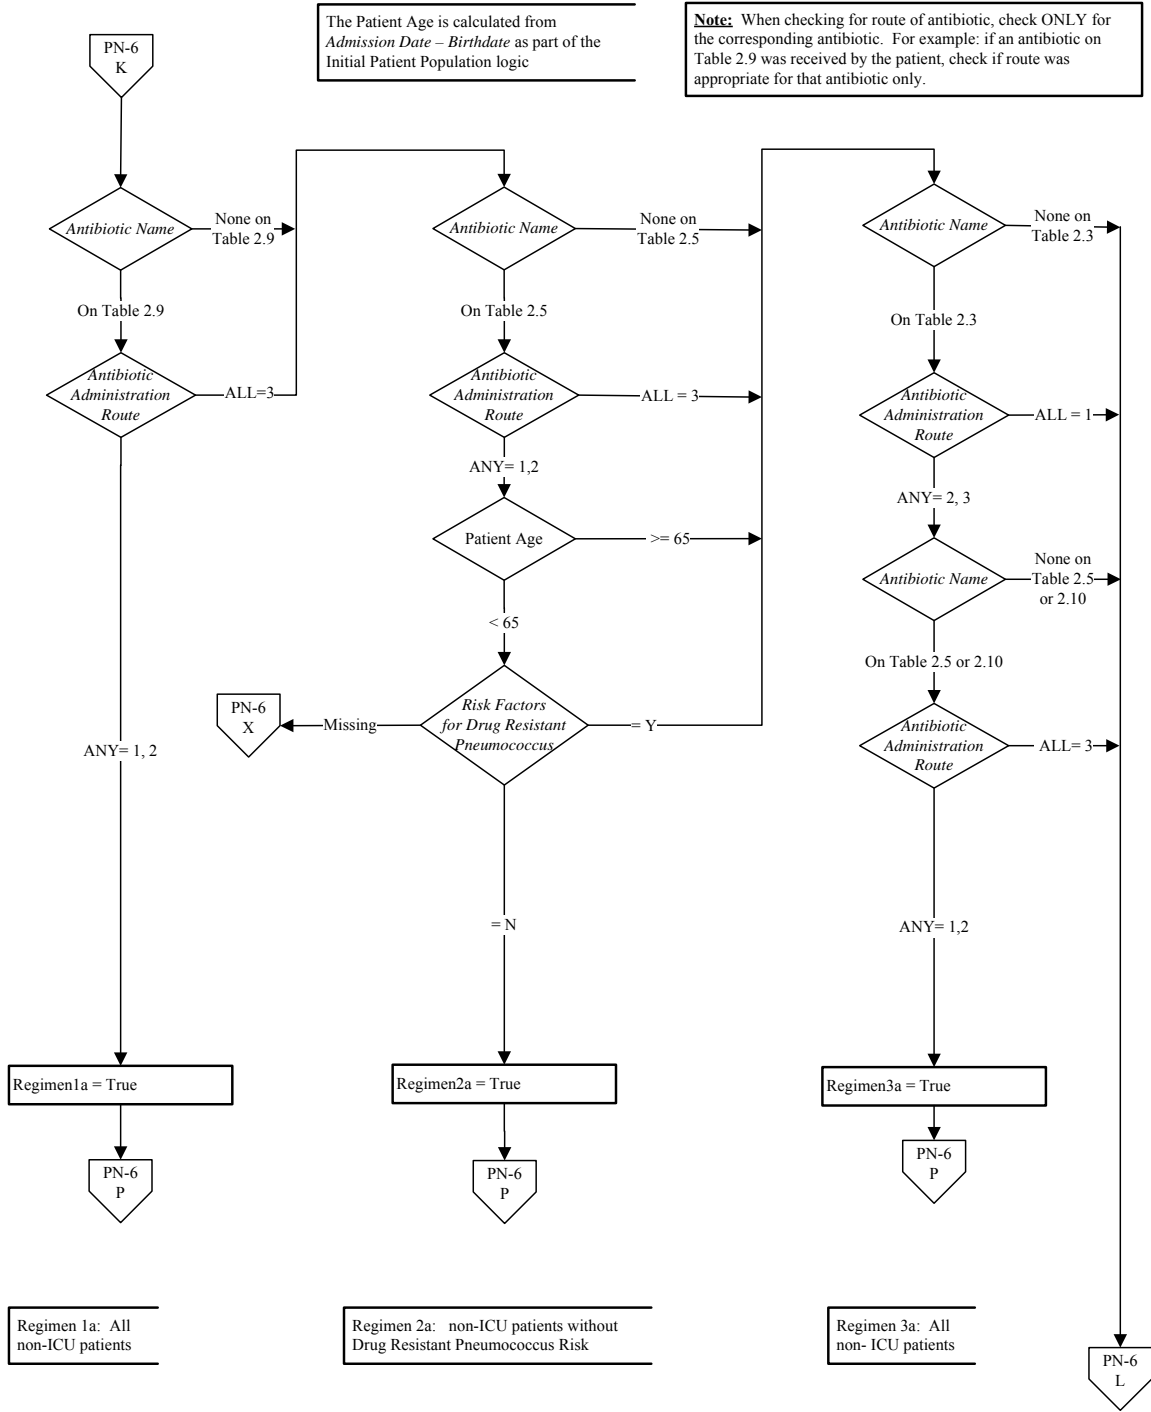 The Patient Age is calculated from
Admission Date – Birthdate as part of the
Initial Patient Population logic
Note: When checking for route of antibiotic, check ONLY for
the corresponding antibiotic. For example: if an antibiotic on
Table 2.9 was received by the patient, check if route was
appropriate for that antibiotic only.
PN-6
K
Antibiotic Name
None on
Table 2.9
On Table 2.9
Antibiotic
Administration
Route
ALL=3
ANY= 1, 2
Regimen1a = True
PN-6
P
Antibiotic Name
None on
Table 2.5
On Table 2.5
Antibiotic
Administration
Route
ALL = 3
ANY= 1,2
Patient Age
>= 65
< 65
Risk Factors
for Drug Resistant
Pneumococcus
Missing
PN-6
X
= Y
= N
Regimen2a = True
PN-6
P
Antibiotic Name
None on
Table 2.3
On Table 2.3
Antibiotic
Administration
Route
ALL = 1
ANY= 2, 3
Antibiotic Name
None on
Table 2.5
or 2.10
On Table 2.5 or 2.10
Antibiotic
Administration
Route
ALL= 3
ANY= 1,2
Regimen3a = True
PN-6
P
Regimen 1a: All
non-ICU patients
Regimen 2a: non-ICU patients without
Drug Resistant Pneumococcus Risk
Regimen 3a: All
non- ICU patients
PN-6
L